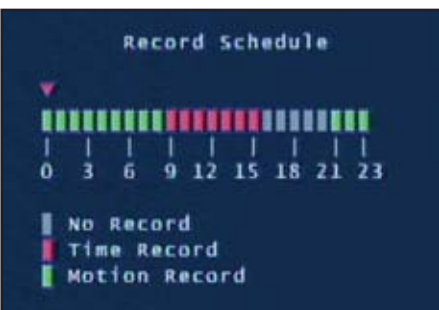 Record Schedule
0 3 6 9 12 15 18 21 23
No Record
Time Record
Motion Record